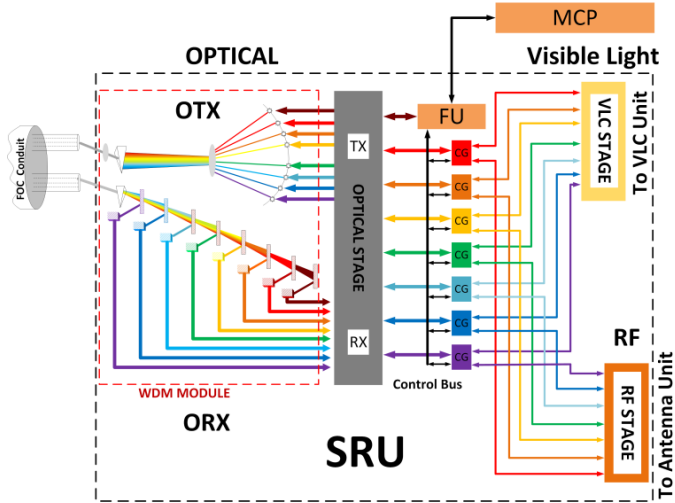 MCP
OPTICAL
Visible Light
OTX
FU
TX
VLC STAGE
To VLC Unit
FOC Conduit
CG
CG
OPTICAL STAGE
CG
CG
CG
CG
RX
CG
RF
Control Bus
RF STAGE
To Antenna Unit
WDM MODULE
ORX
SRU